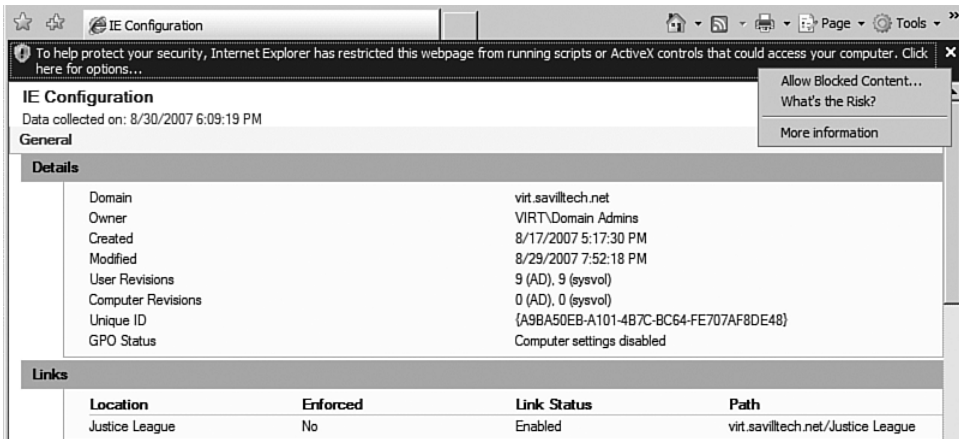 IE Configuration
Page
Tools
»
To help protect your security, Internet Explorer has restricted this webpage from running scripts or ActiveX controls that could access your computer. Click
here for options...
Allow Blocked Content...
What's the Risk?
More information
IE Configuration
Data collected on: 8/30/2007 6:09:19 PM
General
Details
Domain virt.savilltech.net
Owner VIRT\Domain Admins
Created 8/17/2007 5:17:30 PM
Modified 8/29/2007 7:52:18 PM
User Revisions 9 (AD), 9 (sysvol)
Computer Revisions 0 (AD), 0 (sysvol)
Unique ID {A9BA50EB-A101-4B7C-BC64-FE707AF8DE48}
GPO Status Computer settings disabled
Links
Location Enforced Link Status Path
Justice League No Enabled virt.savilltech.net/Justice League